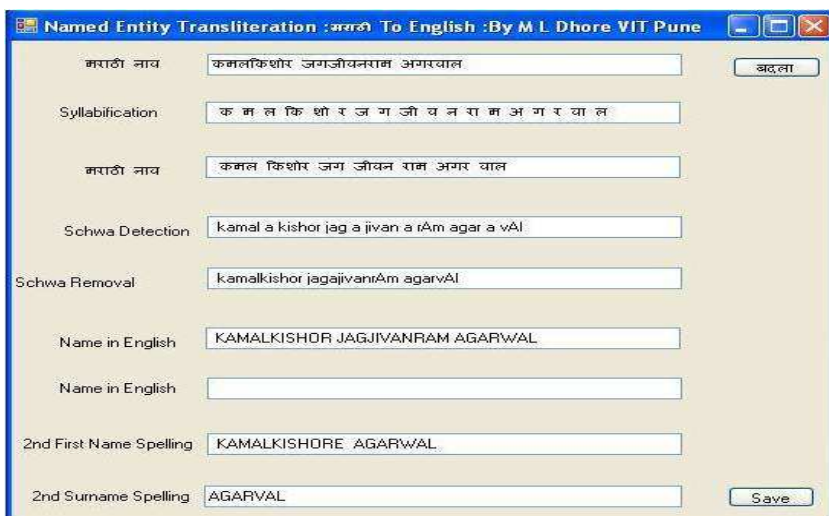 Named Entity Transliteration :मराठी To English :By M L Dhore VIT Pune
मराठी नाव कमलकिशोर जगजीवनराम अगरवाल बदला
Syllabification क म ल कि शो र ज ग जी व न रा म अ ग र वा ल
मराठी नाव कमल किशोर जग जीवन राम अगर वाल
Schwa Detection kamal a kishor jag a jivan a rAm agar a vAl
Schwa Removal kamalkishor jagajivanrAm agarvAl
Name in English KAMALKISHOR JAGJIVANRAM AGARWAL
Name in English
2nd First Name Spelling KAMALKISHORE AGARWAL
2nd Surname Spelling AGARVAL Save